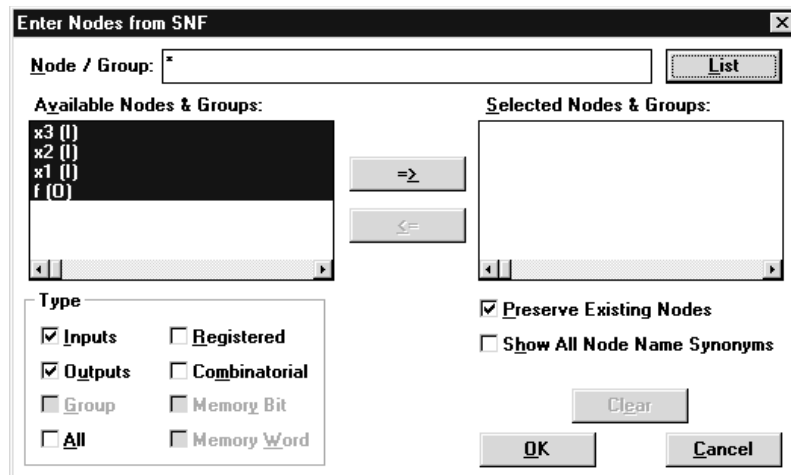 Enter Nodes from SNF
Node / Group: *
List
Available Nodes & Groups:
Selected Nodes & Groups:
x3 (I)
x2 (I)
x1 (I)
f (O)
=>
<=
Type
Inputs
Registered
Outputs
Combinatorial
Group
Memory Bit
All
Memory Word
Preserve Existing Nodes
Show All Node Name Synonyms
Clear
OK
Cancel